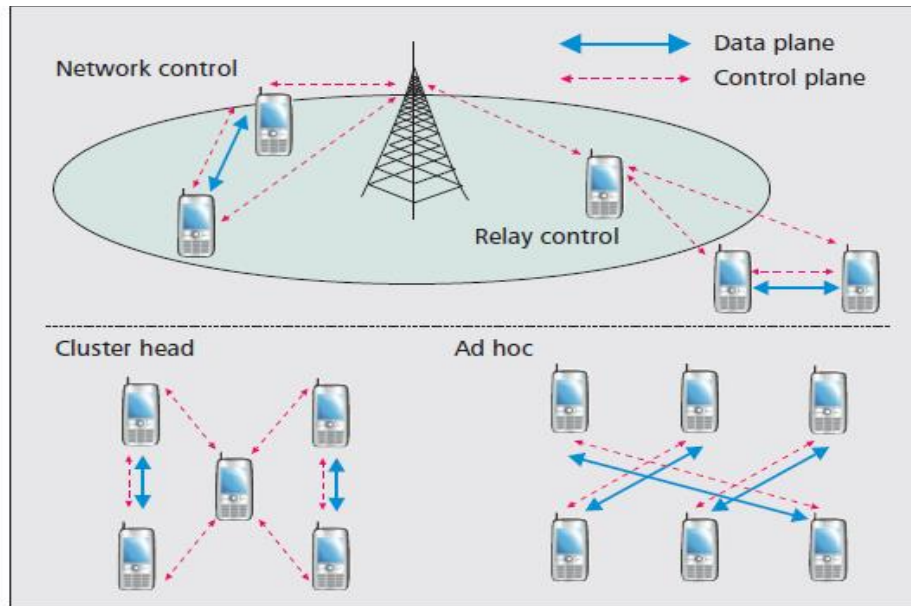 Network control
Data plane
Control plane
Relay control
Cluster head
Ad hoc